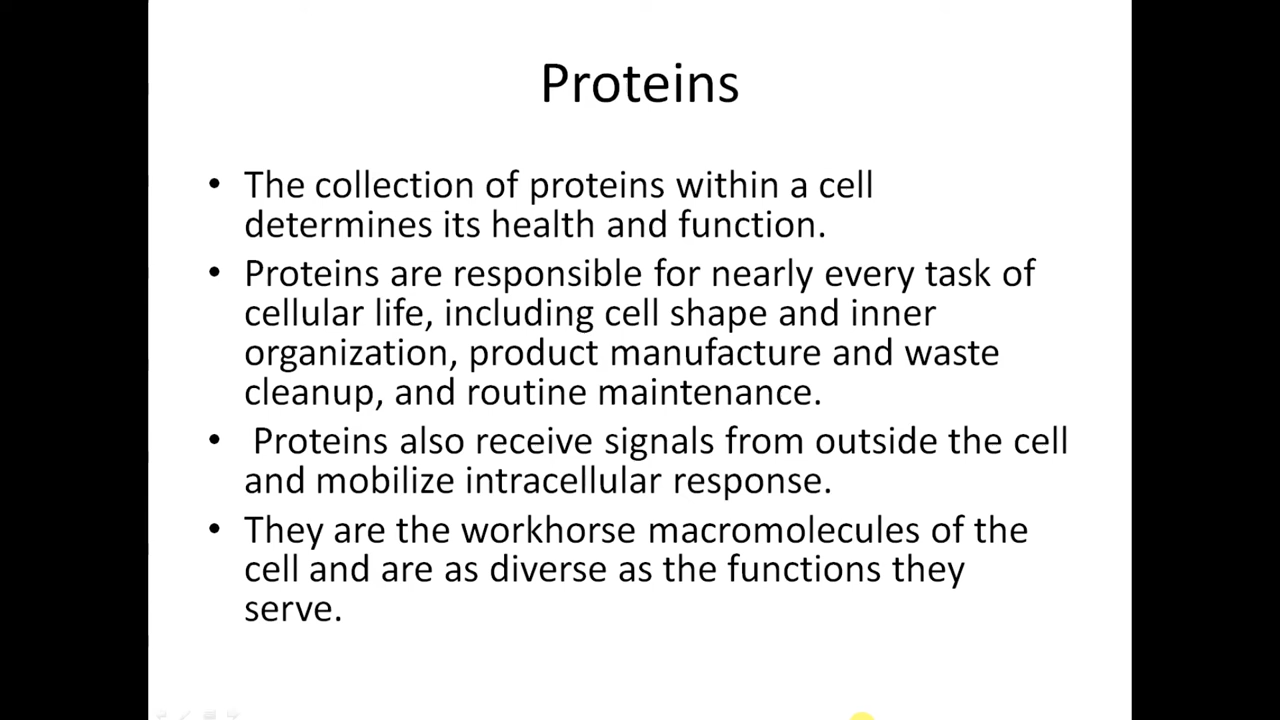 Proteins
• The collection of proteins within a cell
determines its health and function.
• Proteins are responsible for nearly every task of
cellular life, including cell shape and inner
organization, product manufacture and waste
cleanup, and routine maintenance.
• Proteins also receive signals from outside the cell
and mobilize intracellular response.
• They are the workhorse macromolecules of the
cell and are as diverse as the functions they
serve.